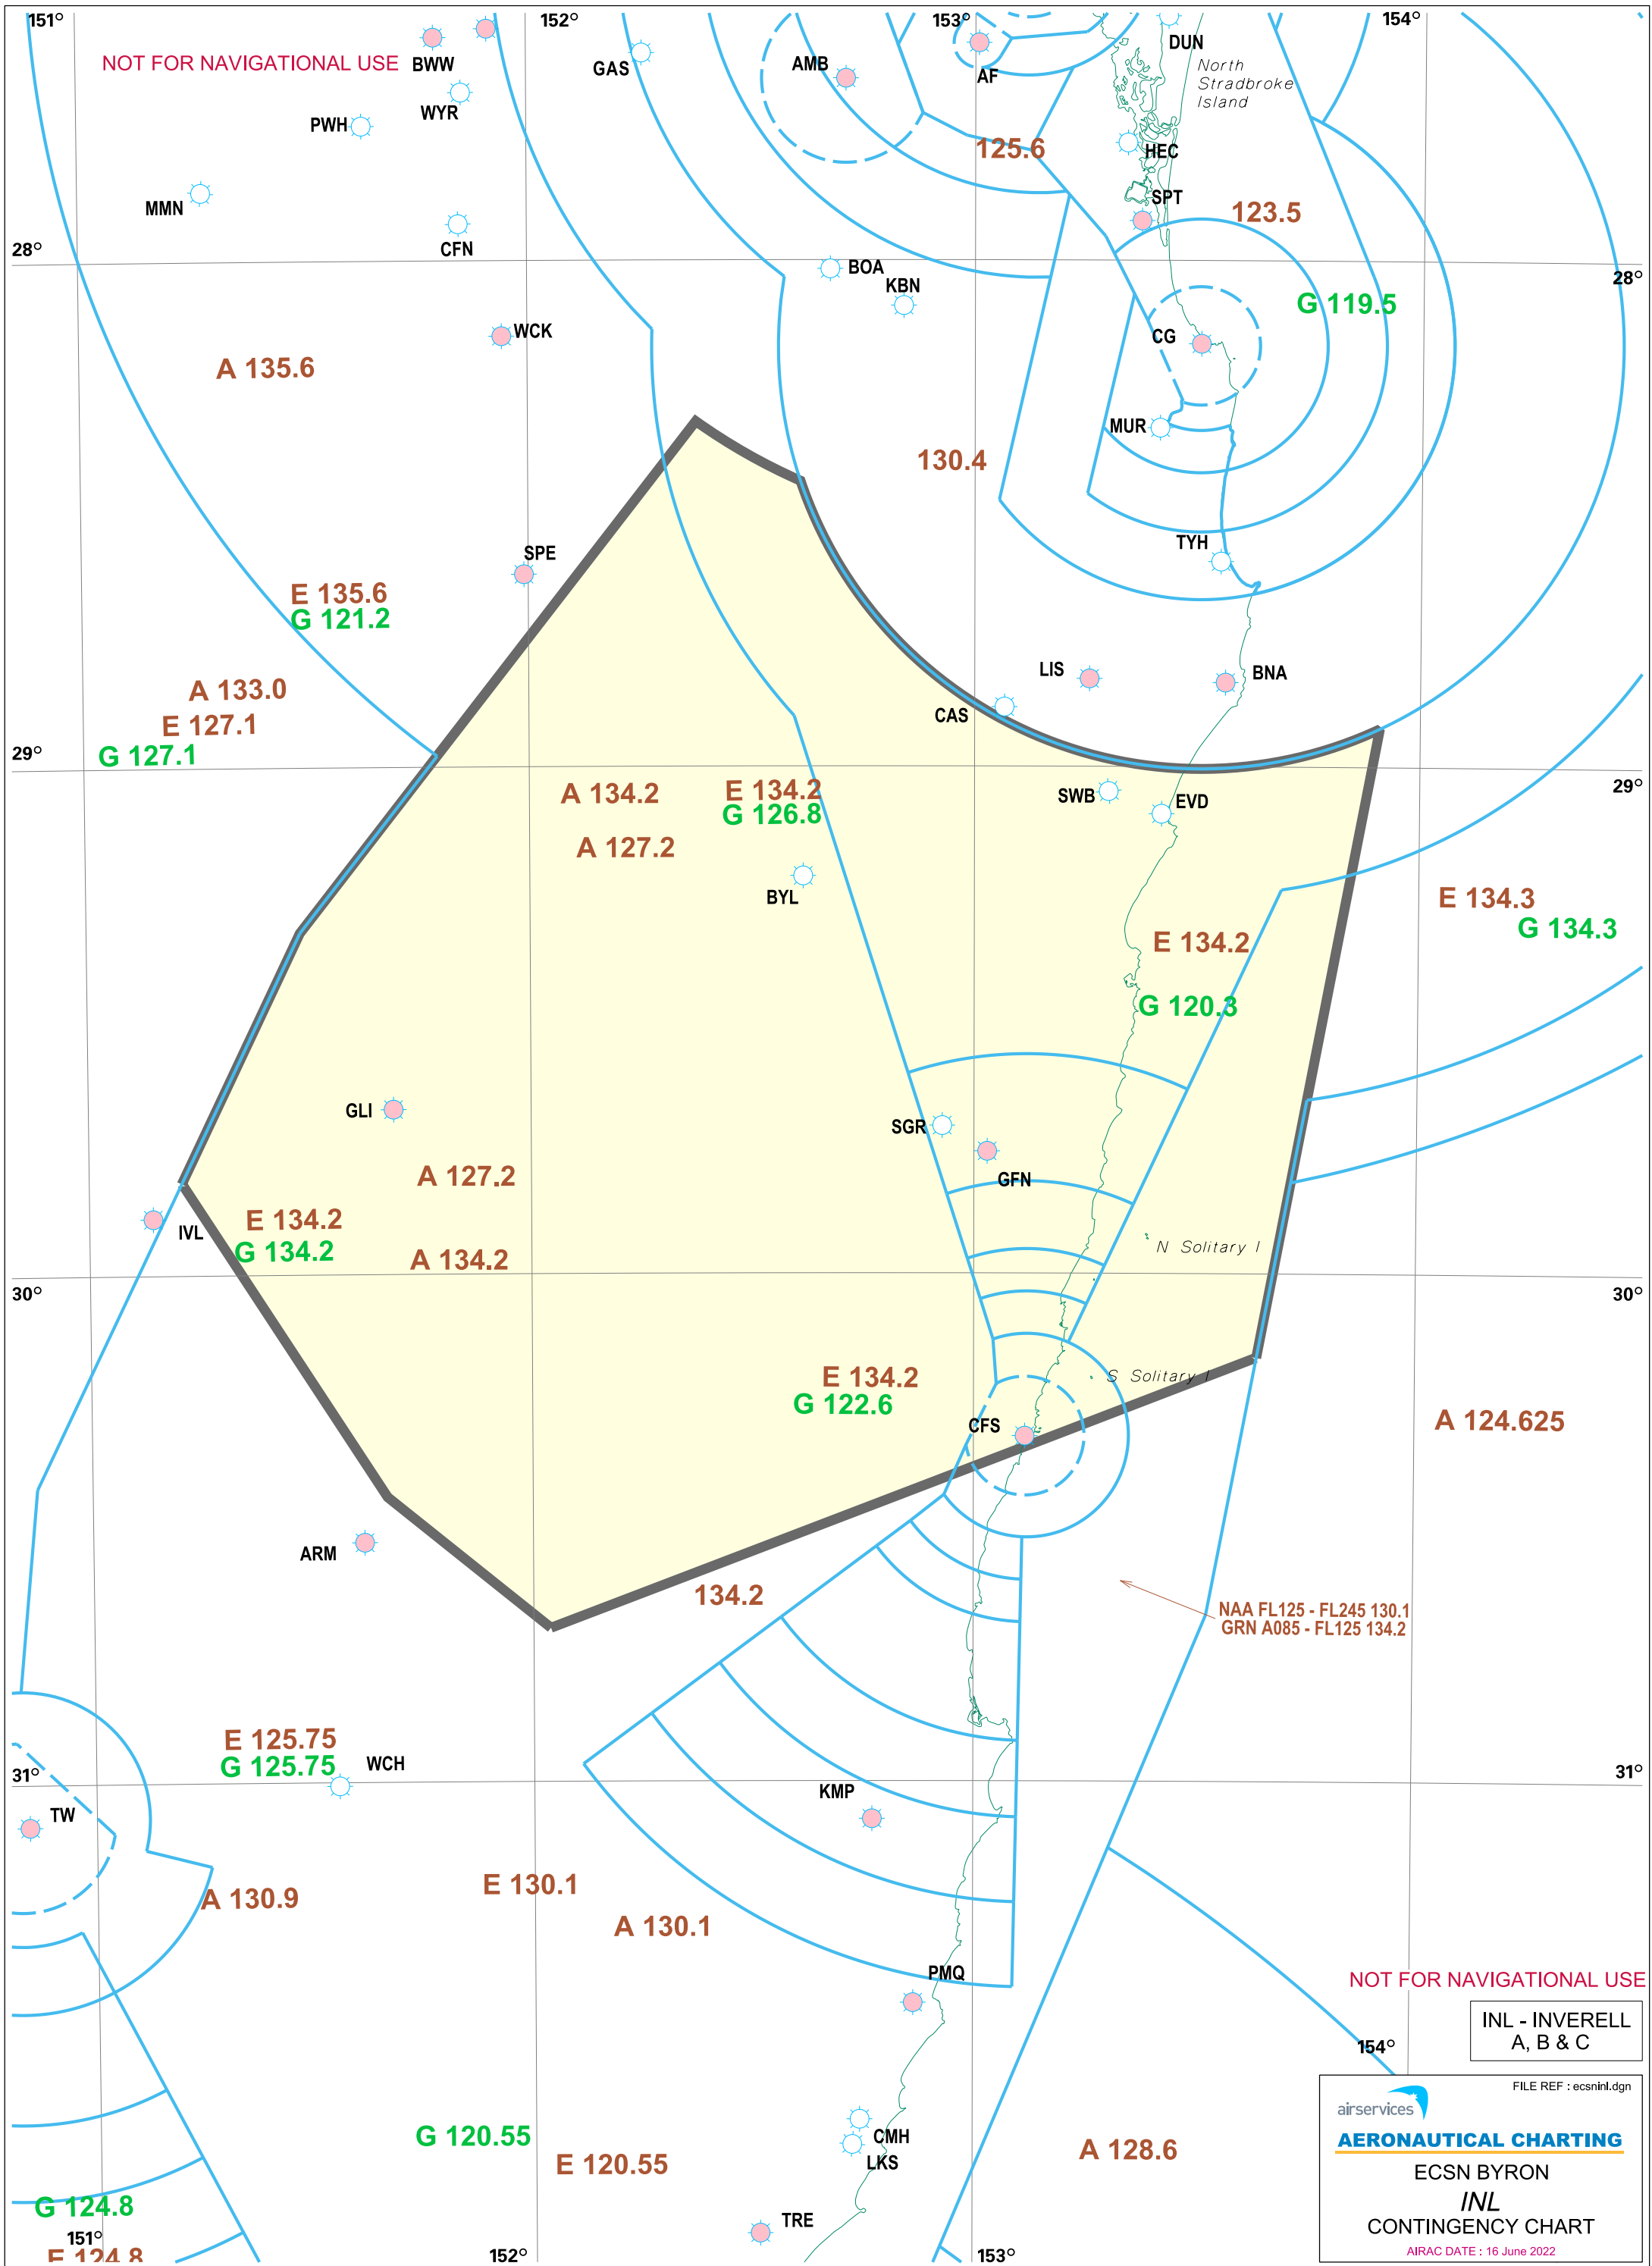 151°
152°
153°
154°
NOT FOR NAVIGATIONAL USE
BWW
GAS
AMB
AF
DUN
North
Stradbroke
Island
WYR
PWH
125.6
HEC
MMN
SPT
123.5
CFN
28°
28°
BOA
KBN
G 119.5
WCK
CG
A 135.6
MUR
130.4
SPE
TYH
E 135.6
G 121.2
LIS
BNA
A 133.0
CAS
E 127.1
29°
G 127.1
29°
A 134.2
E 134.2
G 126.8
SWB
EVD
A 127.2
BYL
E 134.3
G 134.3
E 134.2
G 120.3
GLI
SGR
GFN
A 127.2
IVL
E 134.2
G 134.2
A 134.2
N Solitary I
30°
30°
E 134.2
G 122.6
S Solitary I
CFS
A 124.625
ARM
134.2
NAA FL125 - FL245 130.1
GRN A085 - FL125 134.2
E 125.75
G 125.75
WCH
31°
31°
TW
KMP
A 130.9
E 130.1
A 130.1
PMQ
NOT FOR NAVIGATIONAL USE
INL - INVERELL
A, B & C
154°
FILE REF : ecsninl.dgn
airservices
AERONAUTICAL CHARTING
ECSN BYRON
INL
CONTINGENCY CHART
AIRAC DATE : 16 June 2022
G 120.55
CMH
LKS
E 120.55
A 128.6
G 124.8
TRE
151°
E 124.8
152°
153°